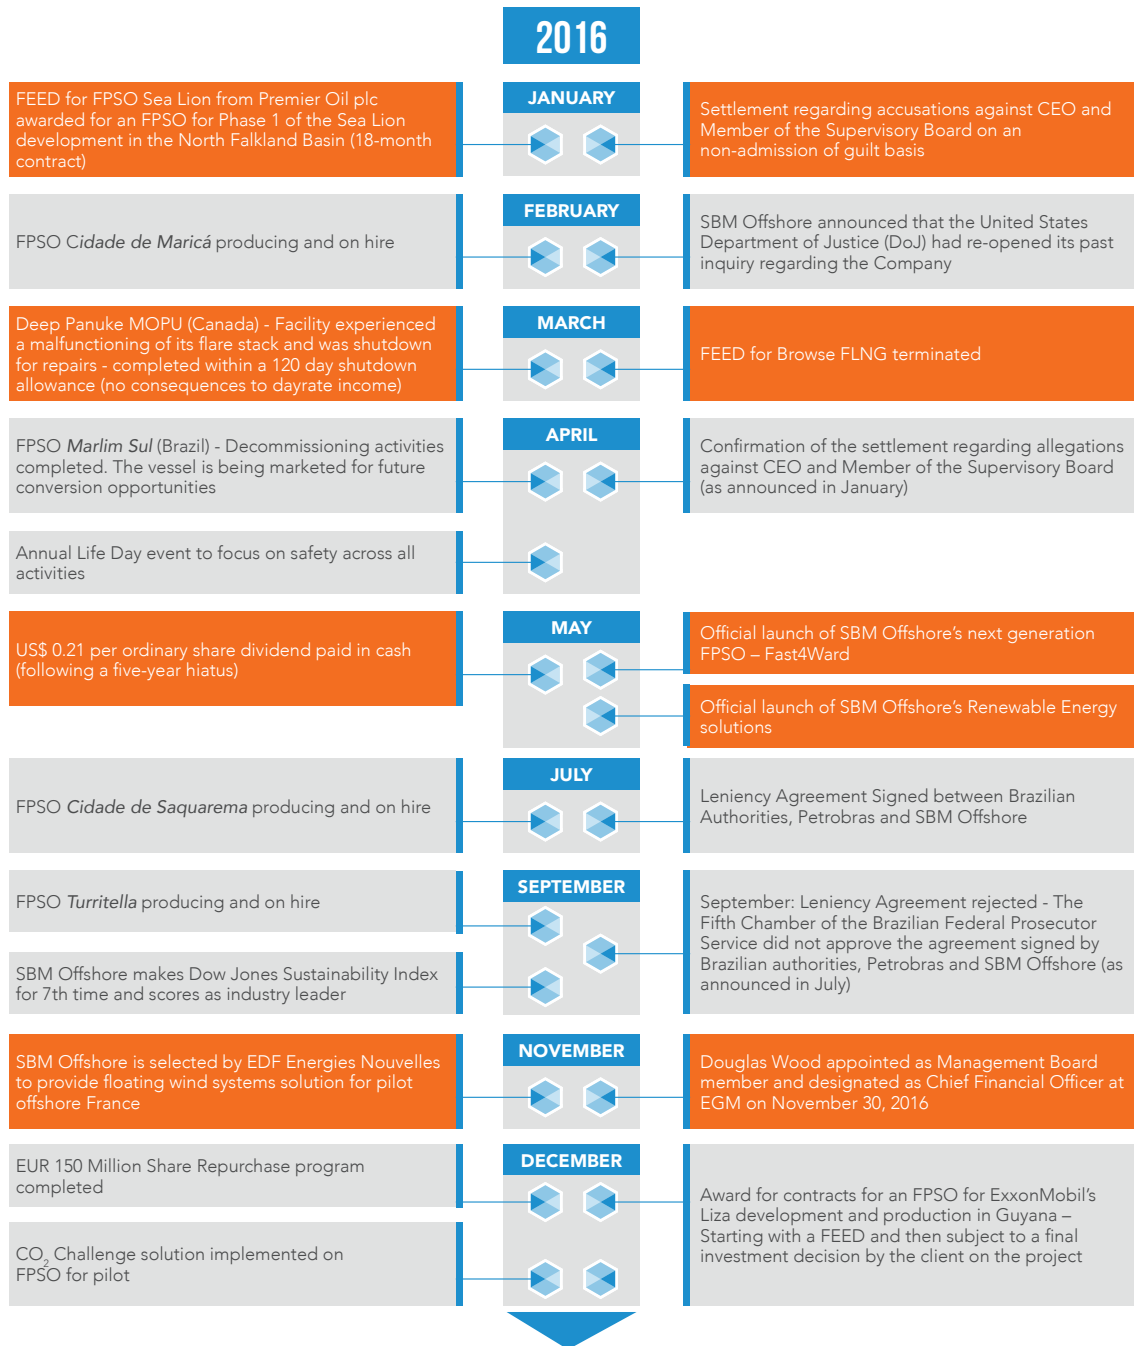 2016
JANUARY
FEED for FPSO Sea Lion from Premier Oil plc
awarded for an FPSO for Phase 1 of the Sea Lion
development in the North Falkland Basin (18-month
contract)
Settlement regarding accusations against CEO and
Member of the Supervisory Board on an
non-admission of guilt basis
FEBRUARY
FPSO Cidade de Maricá producing and on hire
SBM Offshore announced that the United States
Department of Justice (DoJ) had re-opened its past
inquiry regarding the Company
MARCH
Deep Panuke MOPU (Canada) - Facility experienced
a malfunctioning of its flare stack and was shutdown
for repairs - completed within a 120 day shutdown
allowance (no consequences to dayrate income)
FEED for Browse FLNG terminated
APRIL
FPSO Marlim Sul (Brazil) - Decommissioning activities
completed. The vessel is being marketed for future
conversion opportunities
Confirmation of the settlement regarding allegations
against CEO and Member of the Supervisory Board
(as announced in January)
Annual Life Day event to focus on safety across all
activities
MAY
US$ 0.21 per ordinary share dividend paid in cash
(following a five-year hiatus)
Official launch of SBM Offshore's next generation
FPSO – Fast4Ward
Official launch of SBM Offshore's Renewable Energy
solutions
JULY
FPSO Cidade de Saquarema producing and on hire
Leniency Agreement Signed between Brazilian
Authorities, Petrobras and SBM Offshore
SEPTEMBER
FPSO Turritella producing and on hire
SBM Offshore makes Dow Jones Sustainability Index
for 7th time and scores as industry leader
September: Leniency Agreement rejected - The
Fifth Chamber of the Brazilian Federal Prosecutor
Service did not approve the agreement signed by
Brazilian authorities, Petrobras and SBM Offshore (as
announced in July)
NOVEMBER
SBM Offshore is selected by EDF Energies Nouvelles
to provide floating wind systems solution for pilot
offshore France
Douglas Wood appointed as Management Board
member and designated as Chief Financial Officer at
EGM on November 30, 2016
DECEMBER
EUR 150 Million Share Repurchase program
completed
CO₂ Challenge solution implemented on
FPSO for pilot
Award for contracts for an FPSO for ExxonMobil's
Liza development and production in Guyana –
Starting with a FEED and then subject to a final
investment decision by the client on the project